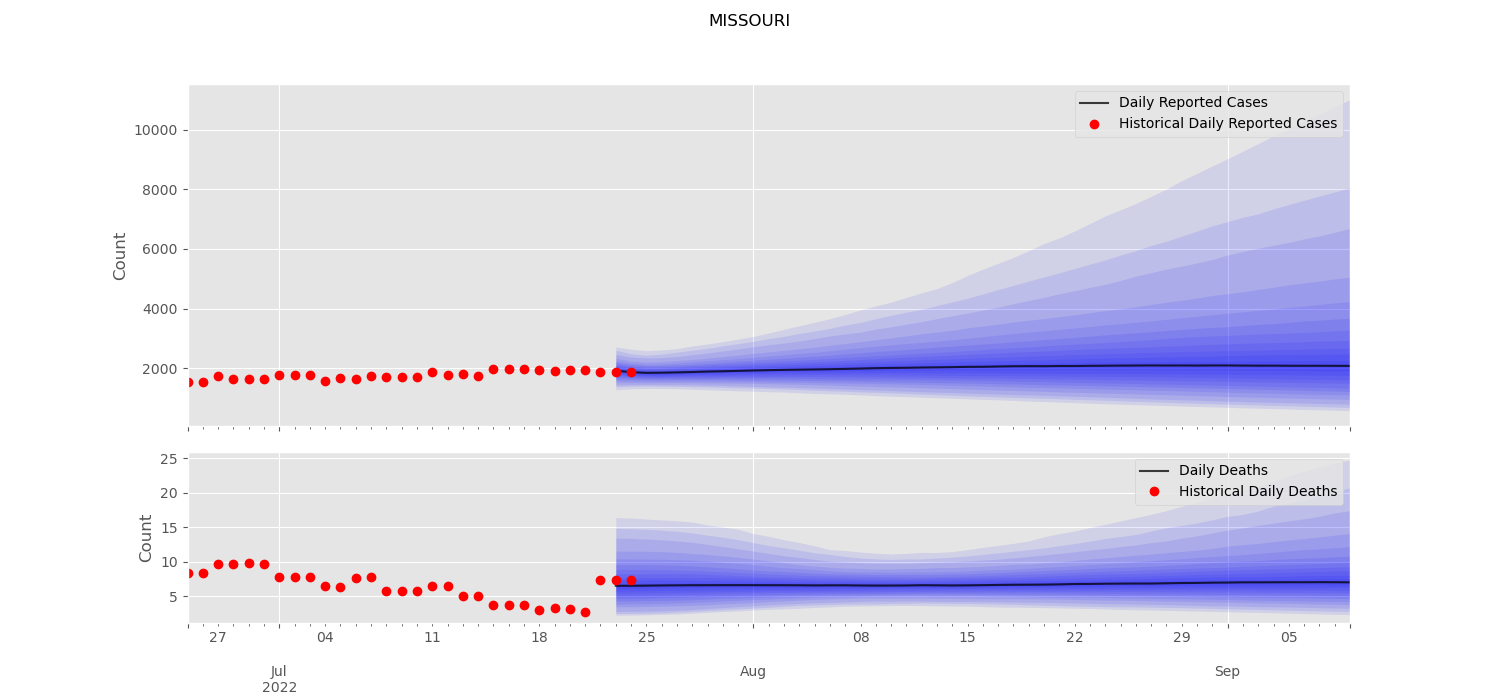 MISSOURI
Daily Reported Cases
Historical Daily Reported Cases
10000
8000
6000
4000
2000
Count
Daily Deaths
Historical Daily Deaths
25
20
15
10
5
Count
27 04 11 18 25 08 15 22 29 05
Jul Aug Sep
2022